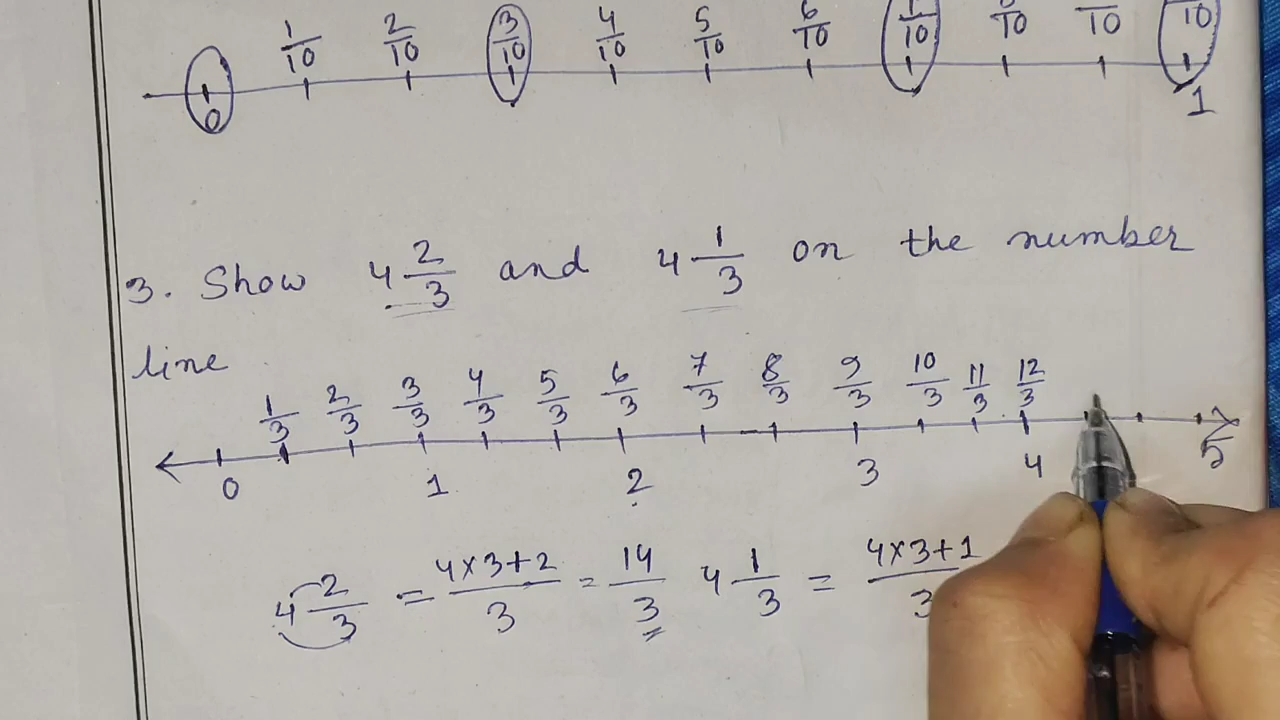 1/10 2/10 3/10 4/10 5/10 6/10 /10 /10 /10 /10
0 1
3. Show 4 2/3 and 4 1/3 on the number
line
1/3 2/3 3/3 4/3 5/3 6/3 7/3 8/3 9/3 10/3 11/3 12/3
0 1 2 3 4 5
4 2/3 = 4×3+2/3 = 14/3 4 1/3 = 4×3+1/3